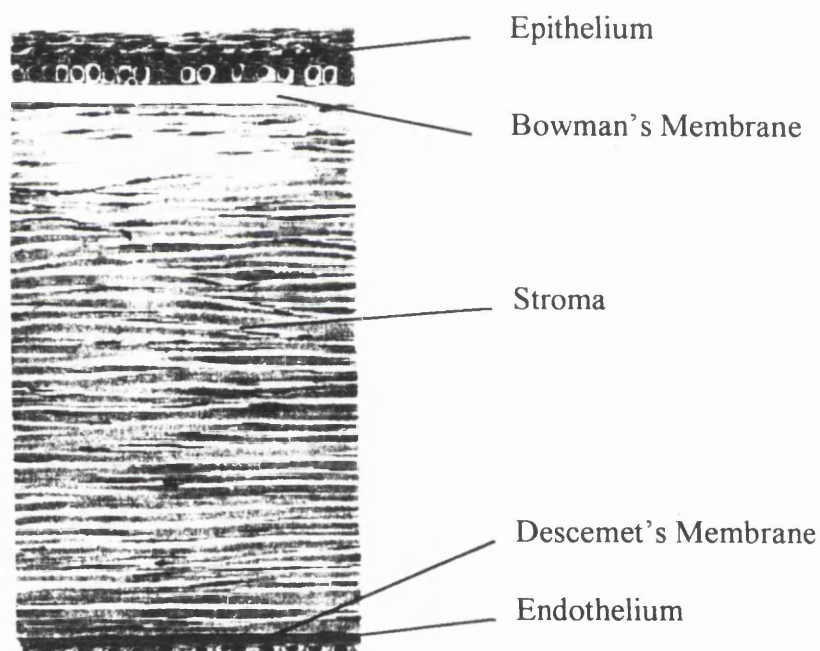 Epithelium
Bowman's Membrane
Stroma
Descemet's Membrane
Endothelium